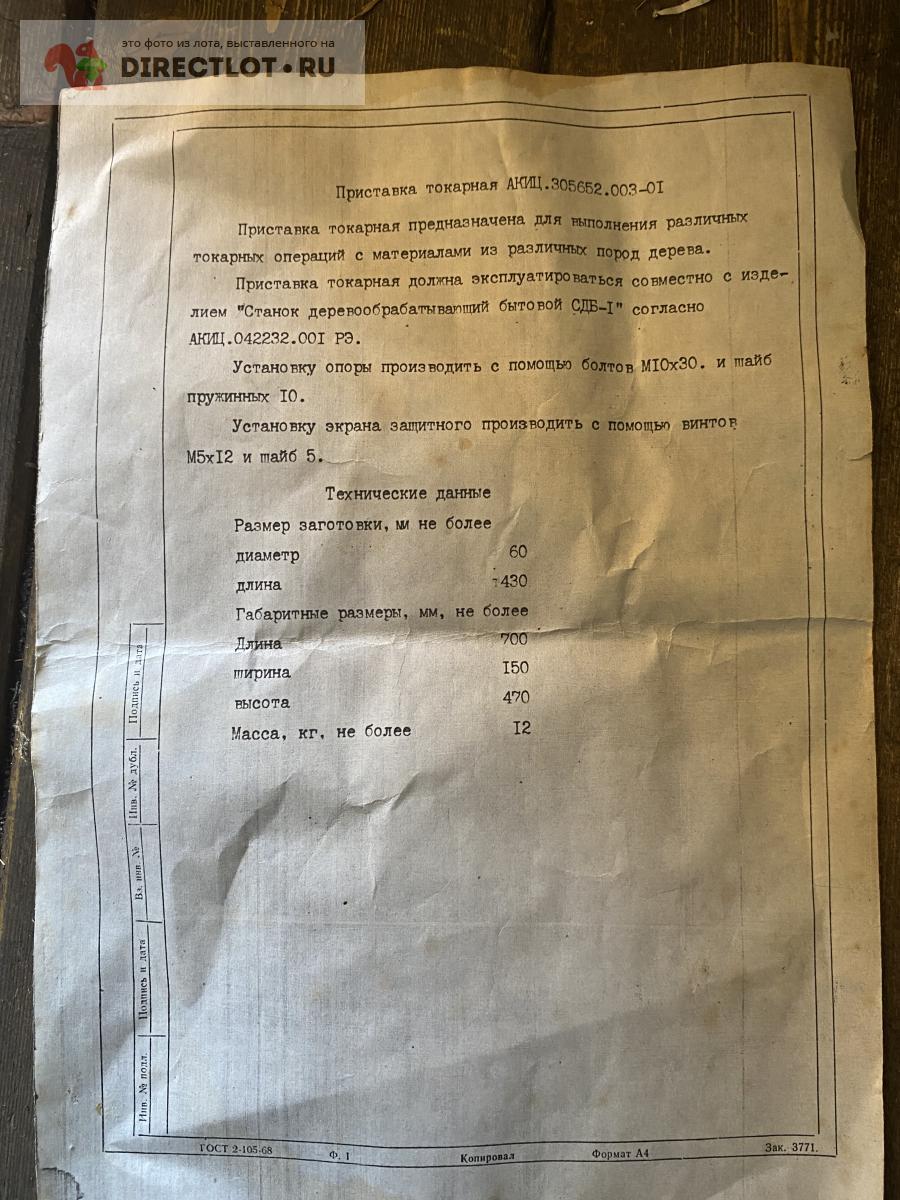 это фото из лота, выставленного на
DIRECTLOT.RU
Приставка токарная АКИЦ.305652.003-01
Приставка токарная предназначена для выполнения различных
токарных операций с материалами из различных пород дерева.
Приставка токарная должна эксплуатироваться совместно с изде-
лием "Станок деревообрабатывающий бытовой СДБ-1" согласно
АКИЦ.042232.001 РЭ.
Установку опоры производить с помощью болтов М10х30. и шайб
пружинных 10.
Установку экрана защитного производить с помощью винтов
М5х12 и шайб 5.
Технические данные
Размер заготовки, мм не более
диаметр 60
длина 430
Габаритные размеры, мм, не более
Длина 700
ширина 150
высота 470
Масса, кг, не более 12
Подпись и дата
Инв. № дубл.
Вз. инв. №
Подпись и дата
Инв. № подл.
ГОСТ 2-105-68 Ф. 1 Копировал Формат А4 Зак. 3771.